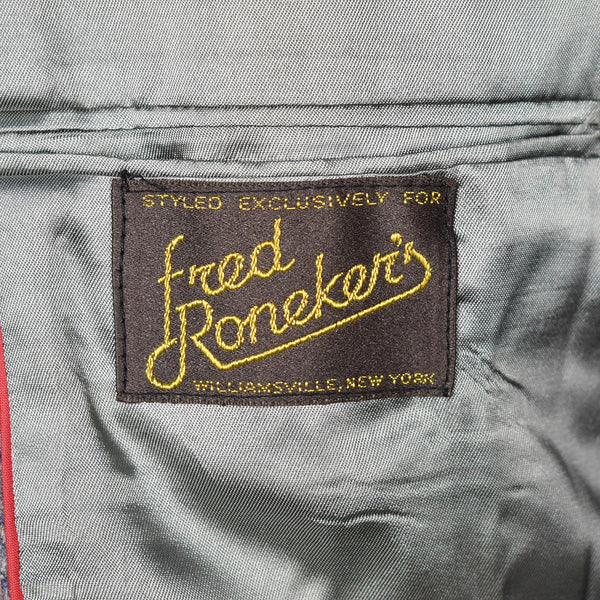 STYLED EXCLUSIVELY FOR
fred
Roneker's
WILLIAMSVILLE, NEW YORK